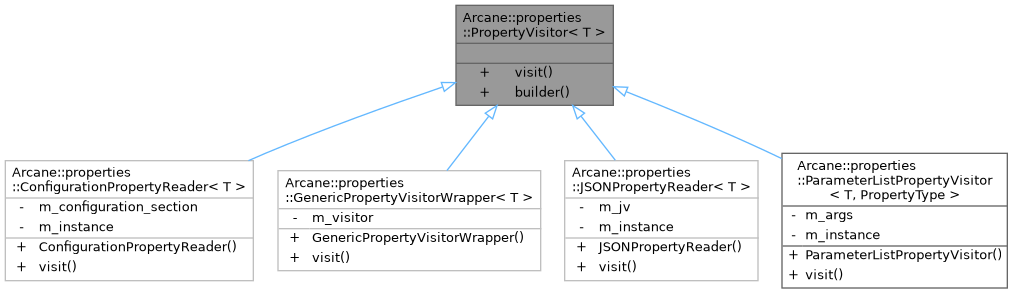 Arcane::properties
::PropertyVisitor< T >
+ visit()
+ builder()
Arcane::properties
::ConfigurationPropertyReader< T >
- m_configuration_section
- m_instance
+ ConfigurationPropertyReader()
+ visit()
Arcane::properties
::GenericPropertyVisitorWrapper< T >
- m_visitor
+ GenericPropertyVisitorWrapper()
+ visit()
Arcane::properties
::JSONPropertyReader< T >
- m_jv
- m_instance
+ JSONPropertyReader()
+ visit()
Arcane::properties
::ParameterListPropertyVisitor
< T, PropertyType >
- m_args
- m_instance
+ ParameterListPropertyVisitor()
+ visit()